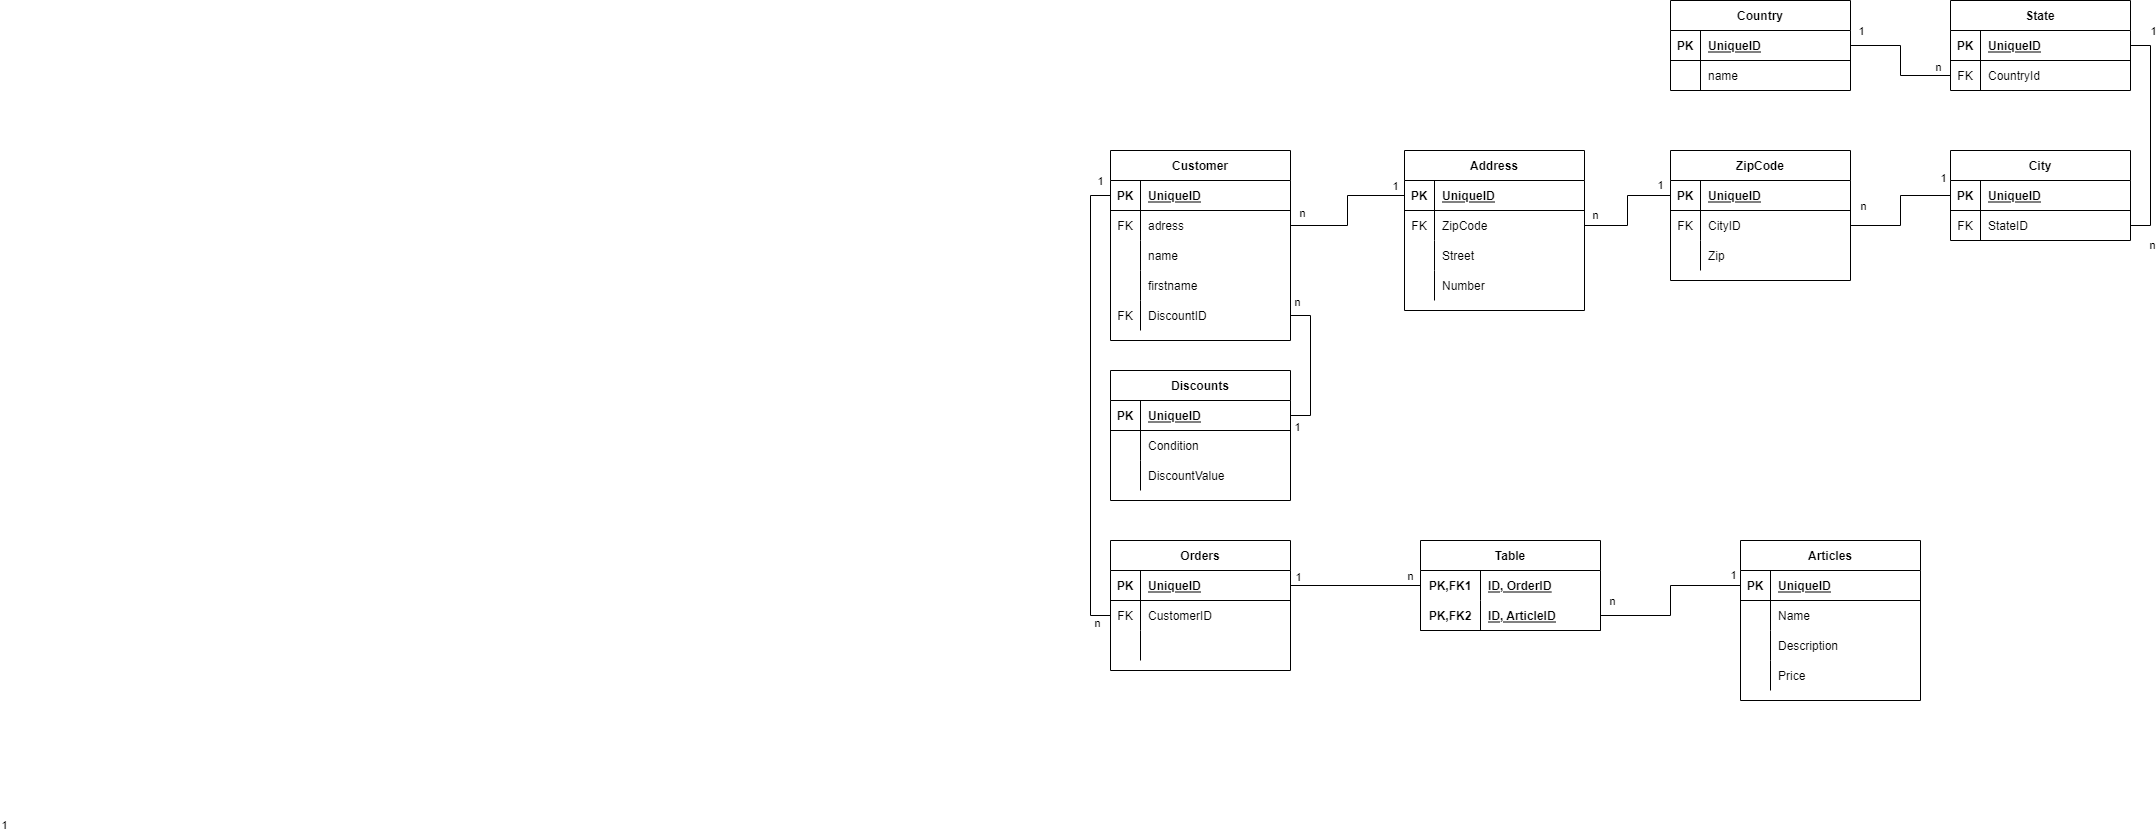 Country
1
PK UniqueID
name
n
State
1
PK UniqueID
FK CountryId
Customer
1
PK UniqueID
FK adress
n
name
firstname
FK DiscountID
n
Address
1
PK UniqueID
FK ZipCode
n
Street
Number
ZipCode
1
PK UniqueID
FK CityID
n
Zip
City
1
PK UniqueID
FK StateID
n
Discounts
PK UniqueID
1
Condition
DiscountValue
Orders
PK UniqueID
1
FK CustomerID
n
Table
n
PK,FK1 ID, OrderID
PK,FK2 ID, ArticleID
n
Articles
1
PK UniqueID
Name
Description
Price
1